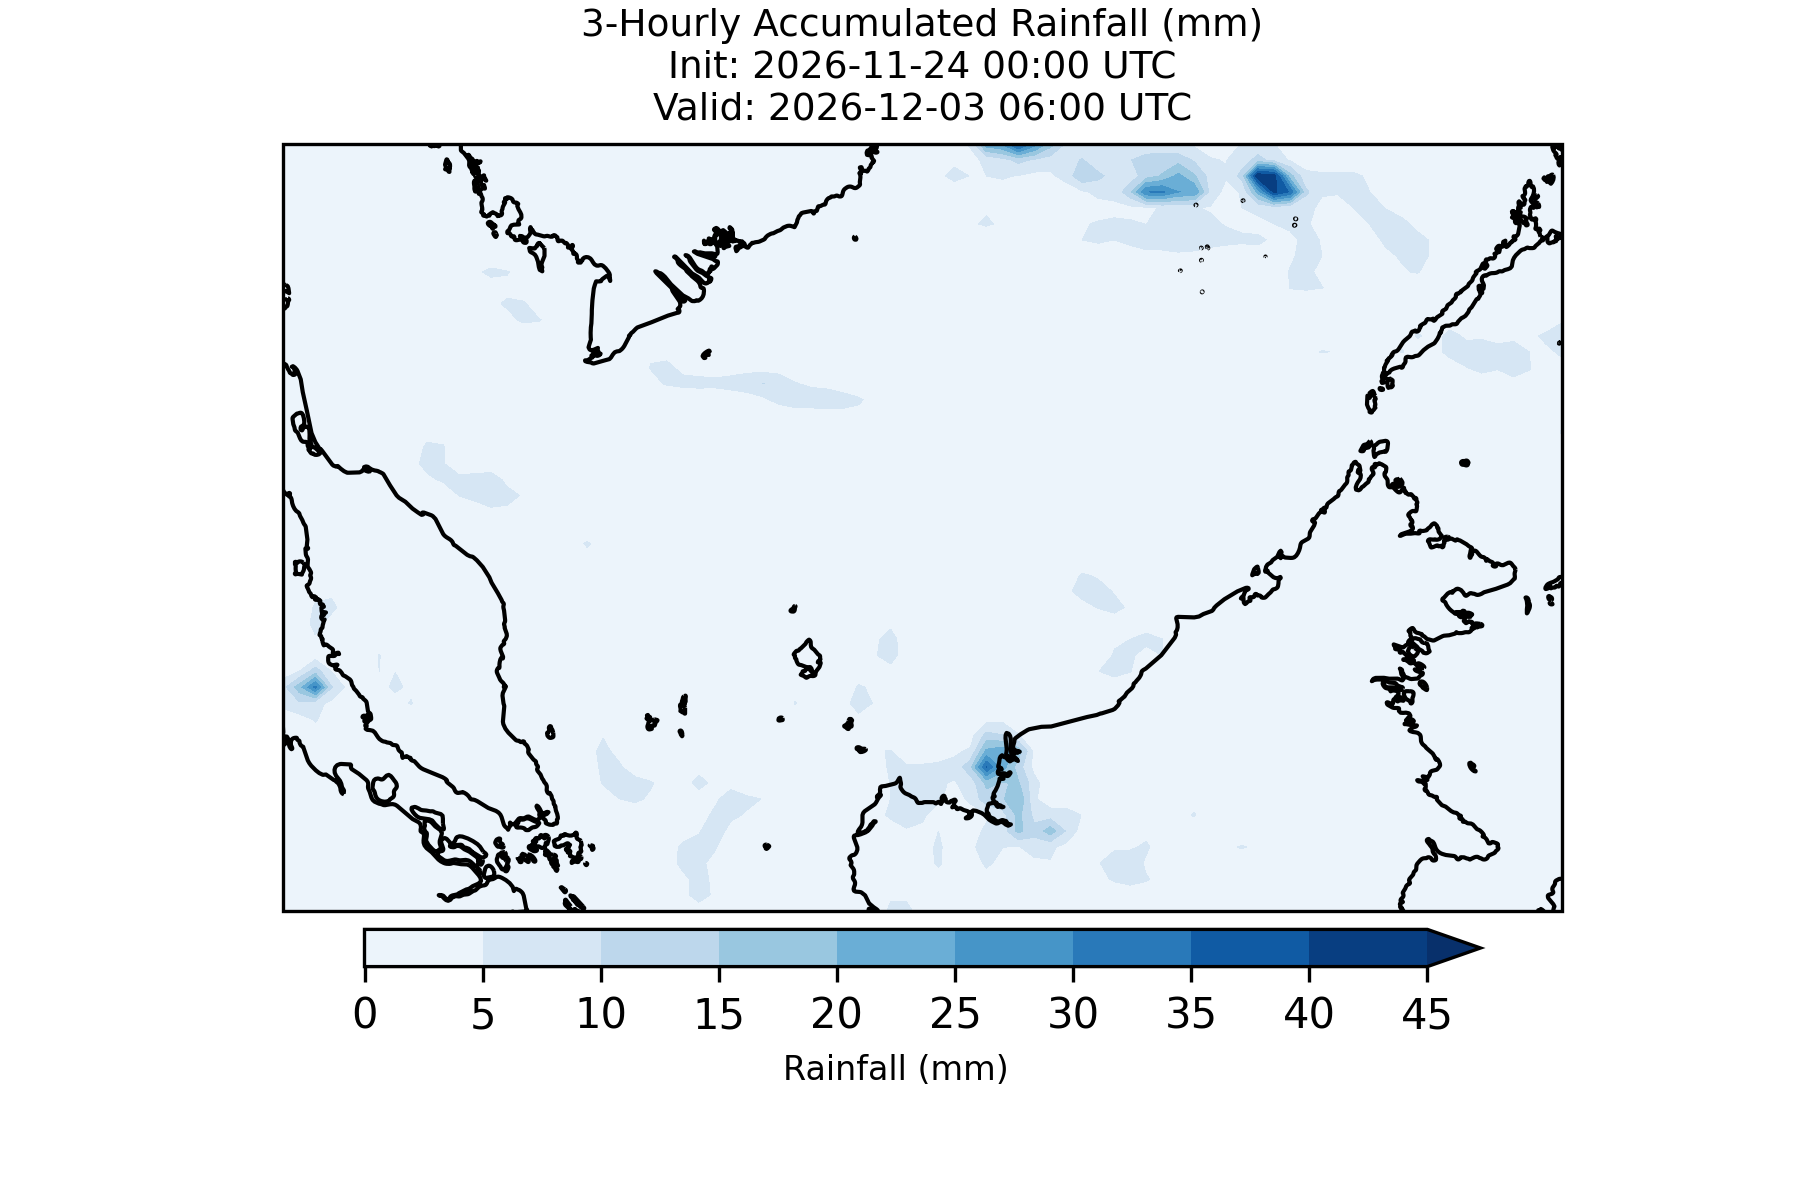 3-Hourly Accumulated Rainfall (mm)
Init: 2026-11-24 00:00 UTC
Valid: 2026-12-03 06:00 UTC
0 5 10 15 20 25 30 35 40 45
Rainfall (mm)